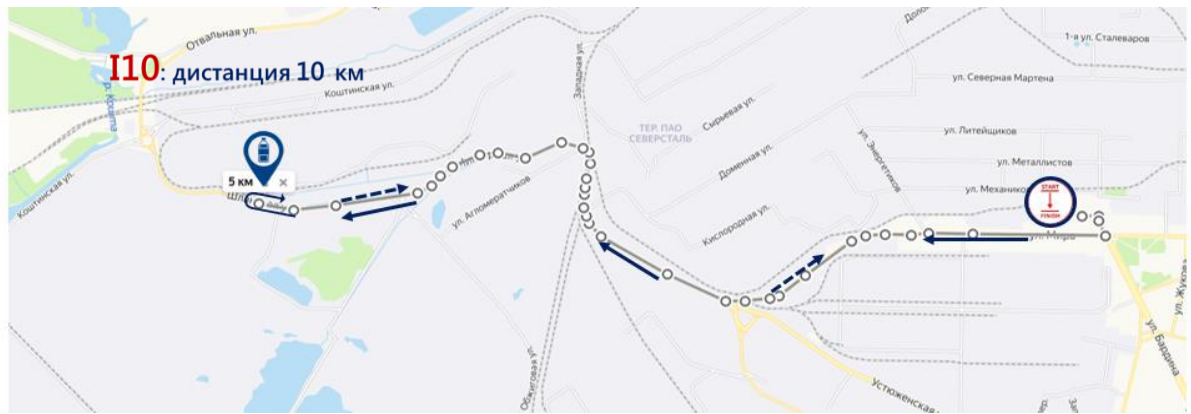 Отвальная ул.
I10: дистанция 10 км
Коштинская ул.
р. Кошта
Коштинская ул.
5 км
ул. Агломератчиков
Западная ул.
ТЕР. ПАО
СЕВЕРСТАЛЬ
Сырьевая ул.
Доменная ул.
Кислородная ул.
ул. Энергетиков
1-я ул. Сталеваров
ул. Северная Мартена
ул. Литейщиков
ул. Металлистов
ул. Механиков
START
FINISH
ул. Мира
ул. Жукова
ул. Бардина
Устюженская ул.
Обжиговая ул.